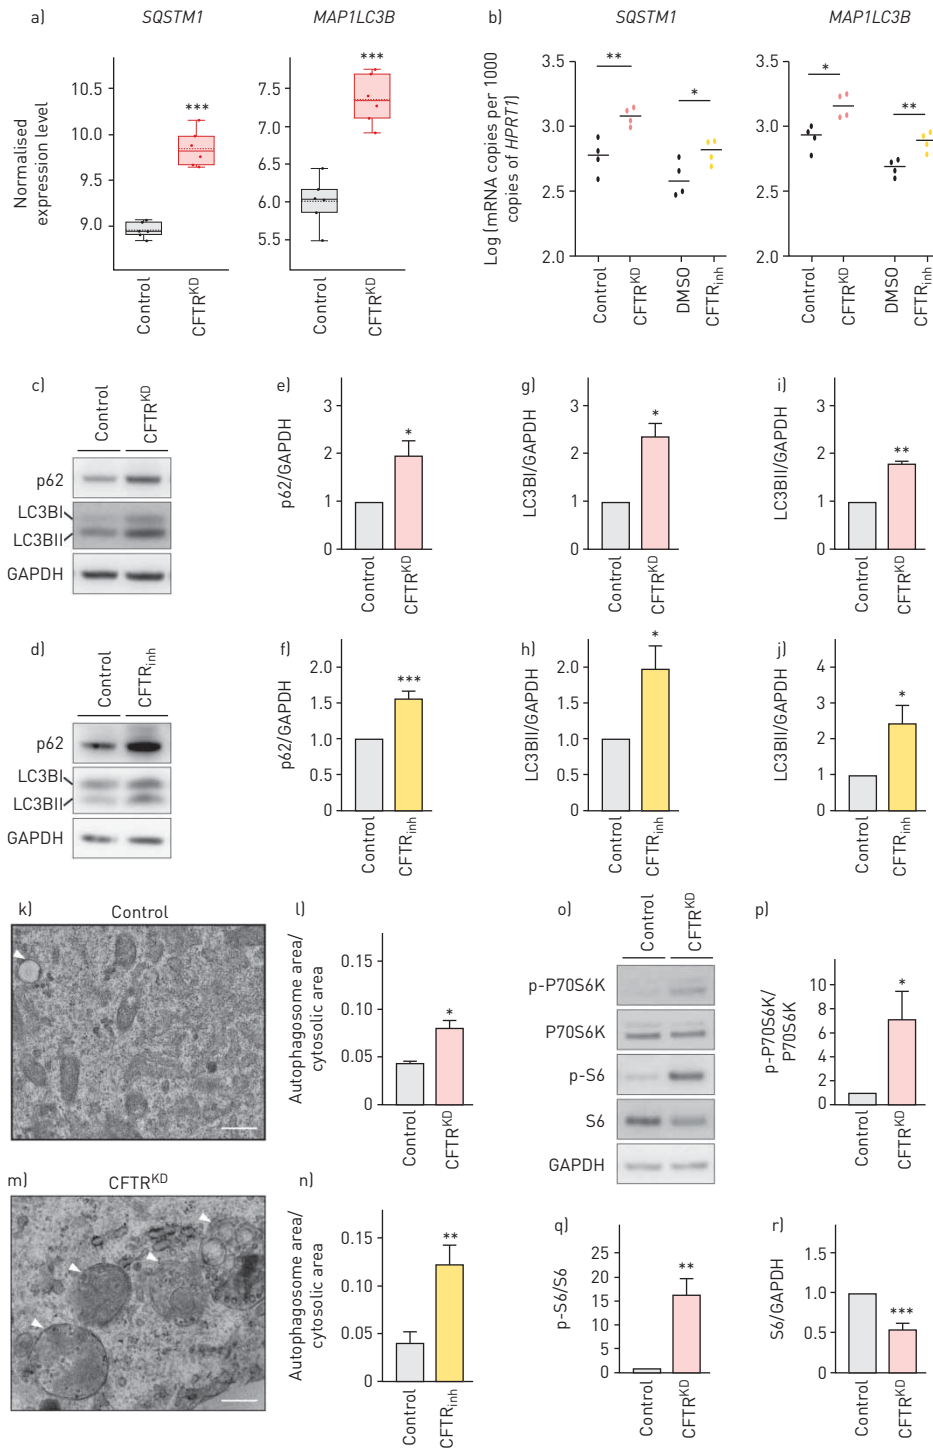 a)
SQSTM1
MAP1LC3B
Normalised
expression level
10.5
10.0
9.5
9.0
***
Control
CFTRKD
7.5
7.0
6.5
6.0
5.5
***
Control
CFTRKD
b)
SQSTM1
MAP1LC3B
Log (mRNA copies per 1000
copies of HPRT1)
3.5
3.0
2.5
2.0
**
*
Control
CFTRKD
DMSO
CFTRinh
3.5
3.0
2.5
2.0
*
**
Control
CFTRKD
DMSO
CFTRinh
c)
Control
CFTRKD
p62
LC3BI
LC3BII
GAPDH
e)
p62/GAPDH
3
2
1
0
*
Control
CFTRKD
g)
LC3BI/GAPDH
3
2
1
0
*
Control
CFTRKD
i)
LC3BII/GAPDH
3
2
1
0
**
Control
CFTRKD
d)
Control
CFTRinh
p62
LC3BI
LC3BII
GAPDH
f)
p62/GAPDH
2.0
1.0
0.5
0
***
Control
CFTRinh
h)
LC3BII/GAPDH
2.0
1.5
1.0
0.5
0
*
Control
CFTRinh
j)
LC3BII/GAPDH
4
3
2
1
0
*
Control
CFTRinh
k)
Control
l)
Autophagosome area/
cytosolic area
0.15
0.10
0.05
0
*
Control
CFTRKD
o)
Control
CFTRKD
p-P70S6K
P70S6K
p-S6
S6
GAPDH
p)
p-P70S6K/
P70S6K
10
8
6
4
2
0
*
Control
CFTRKD
m)
CFTRKD
n)
Autophagosome area/
cytosolic area
0.15
0.10
0.05
0
**
Control
CFTRinh
q)
p-S6/S6
25
20
15
10
5
0
**
Control
CFTRKD
r)
S6/GAPDH
1.5
1.0
0.5
0
***
Control
CFTRKD